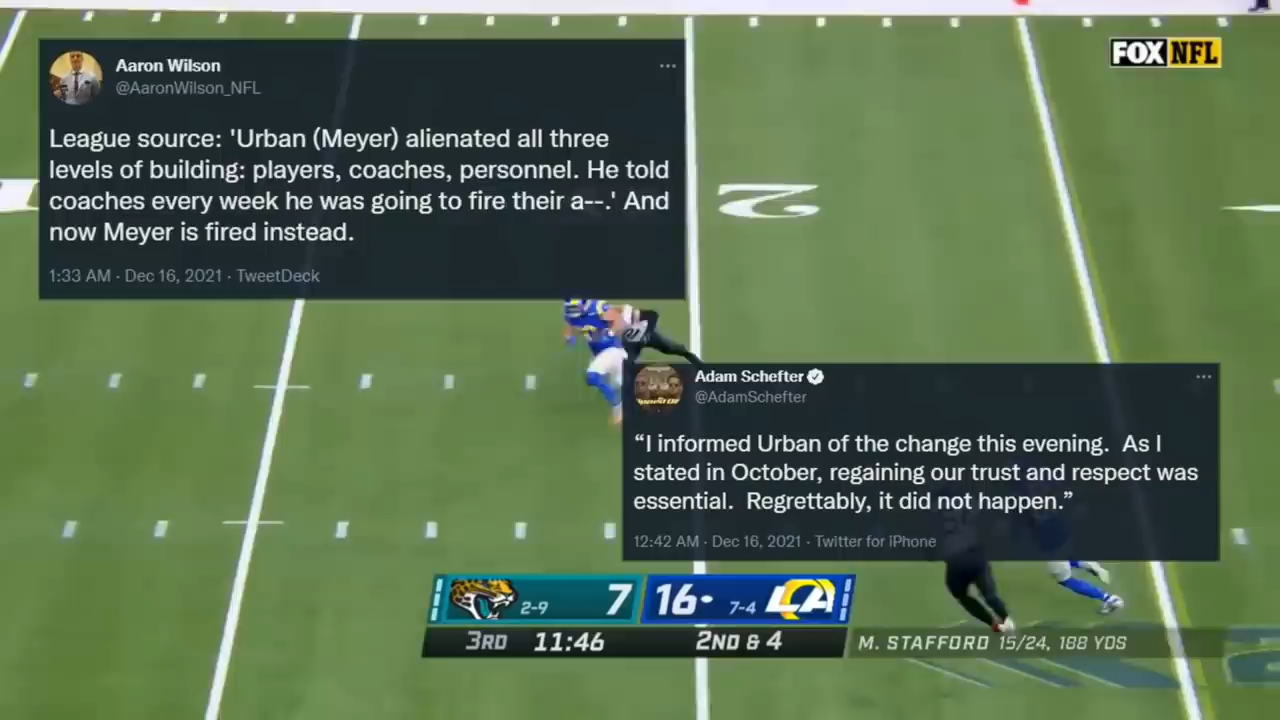 FOX NFL
Aaron Wilson
@AaronWilson_NFL
League source: 'Urban (Meyer) alienated all three
levels of building: players, coaches, personnel. He told
coaches every week he was going to fire their a--.' And
now Meyer is fired instead.
1:33 AM · Dec 16, 2021 · TweetDeck
2
Adam Schefter
@AdamSchefter
“I informed Urban of the change this evening.  As I
stated in October, regaining our trust and respect was
essential.  Regrettably, it did not happen.”
12:42 AM · Dec 16, 2021 · Twitter for iPhone
2-9 7 16 7-4 LA
3RD 11:46 2ND & 4 M. STAFFORD 15/24, 188 YDS